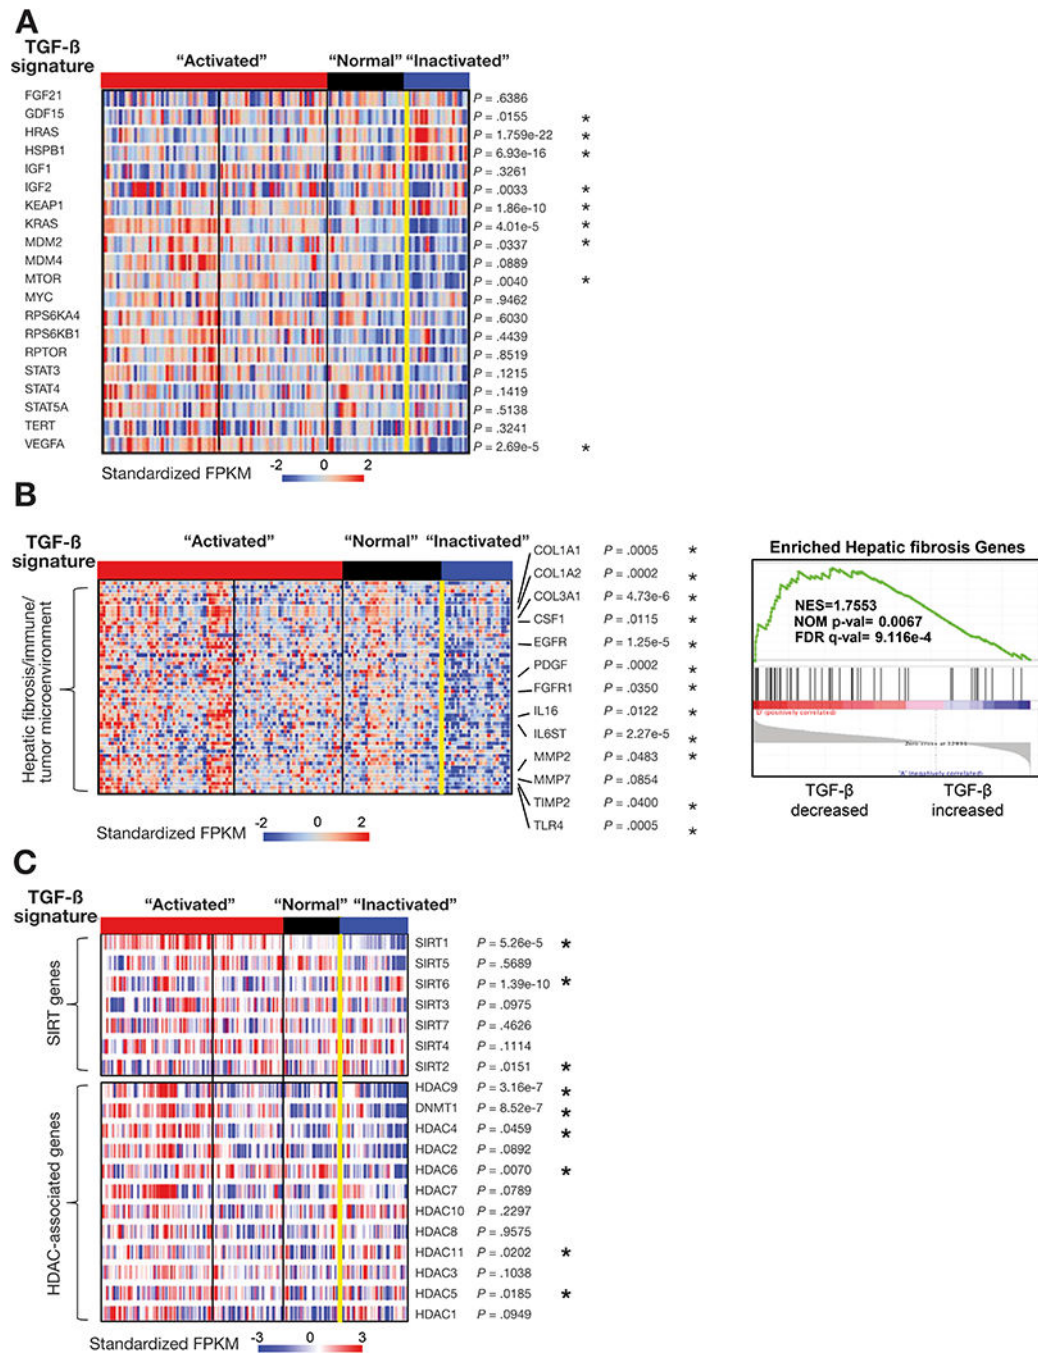 A
TGF-ß
signature
“Activated”
“Normal”
“Inactivated”
FGF21 P = .6386
GDF15 P = .0155 *
HRAS P = 1.759e-22 *
HSPB1 P = 6.93e-16 *
IGF1 P = .3261
IGF2 P = .0033 *
KEAP1 P = 1.86e-10 *
KRAS P = 4.01e-5 *
MDM2 P = .0337 *
MDM4 P = .0889
MTOR P = .0040 *
MYC P = .9462
RPS6KA4 P = .6030
RPS6KB1 P = .4439
RPTOR P = .8519
STAT3 P = .1215
STAT4 P = .1419
STAT5A P = .5138
TERT P = .3241
VEGFA P = 2.69e-5 *
Standardized FPKM -2 0 2
B
TGF-ß
signature
“Activated”
“Normal”
“Inactivated”
Hepatic fibrosis/immune/
tumor microenvironment
COL1A1 P = .0005 *
COL1A2 P = .0002 *
COL3A1 P = 4.73e-6 *
CSF1 P = .0115 *
EGFR P = 1.25e-5 *
PDGF P = .0002 *
FGFR1 P = .0350 *
IL16 P = .0122 *
IL6ST P = 2.27e-5 *
MMP2 P = .0483 *
MMP7 P = .0854
TIMP2 P = .0400 *
TLR4 P = .0005 *
Standardized FPKM -2 0 2
Enriched Hepatic fibrosis Genes
NES=1.7553
NOM p-val= 0.0067
FDR q-val= 9.116e-4
(positively correlated)
Zero cross at
'A' (negatively correlated)
TGF-β
decreased
TGF-β
increased
C
TGF-ß
signature
“Activated”
“Normal”
“Inactivated”
SIRT genes
SIRT1 P = 5.26e-5 *
SIRT5 P = .5689
SIRT6 P = 1.39e-10 *
SIRT3 P = .0975
SIRT7 P = .4626
SIRT4 P = .1114
SIRT2 P = .0151 *
HDAC-associated genes
HDAC9 P = 3.16e-7 *
DNMT1 P = 8.52e-7 *
HDAC4 P = .0459 *
HDAC2 P = .0892
HDAC6 P = .0070 *
HDAC7 P = .0789
HDAC10 P = .2297
HDAC8 P = .9575
HDAC11 P = .0202 *
HDAC3 P = .1038
HDAC5 P = .0185 *
HDAC1 P = .0949
Standardized FPKM -3 0 3